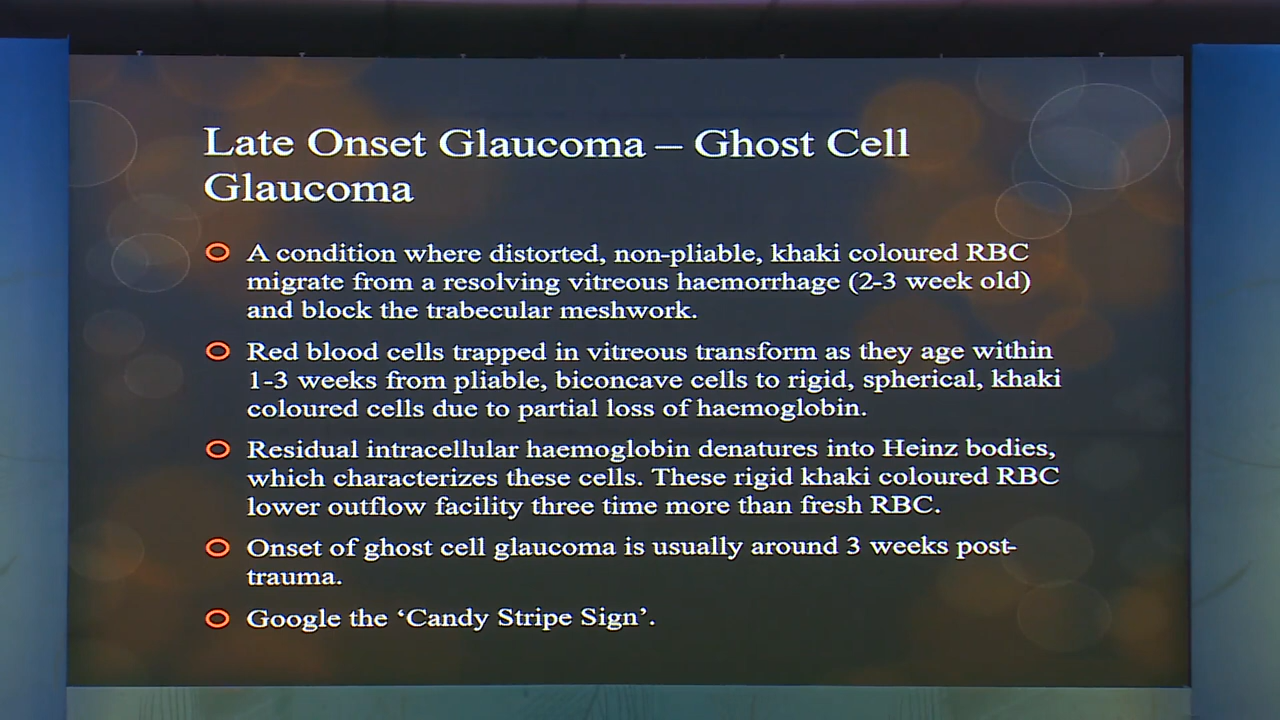 Late Onset Glaucoma – Ghost Cell
Glaucoma
A condition where distorted, non-pliable, khaki coloured RBC
migrate from a resolving vitreous haemorrhage (2-3 week old)
and block the trabecular meshwork.
Red blood cells trapped in vitreous transform as they age within
1-3 weeks from pliable, biconcave cells to rigid, spherical, khaki
coloured cells due to partial loss of haemoglobin.
Residual intracellular haemoglobin denatures into Heinz bodies,
which characterizes these cells. These rigid khaki coloured RBC
lower outflow facility three time more than fresh RBC.
Onset of ghost cell glaucoma is usually around 3 weeks post-
trauma.
Google the ‘Candy Stripe Sign’.